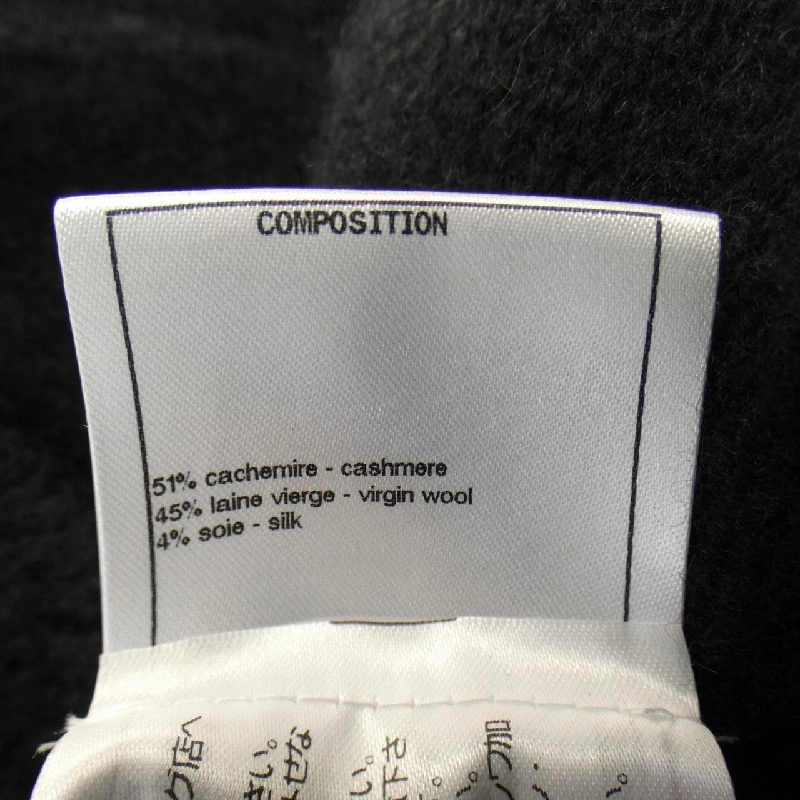 COMPOSITION
51% cachemire - cashmere
45% laine vierge - virgin wool
4% soie - silk